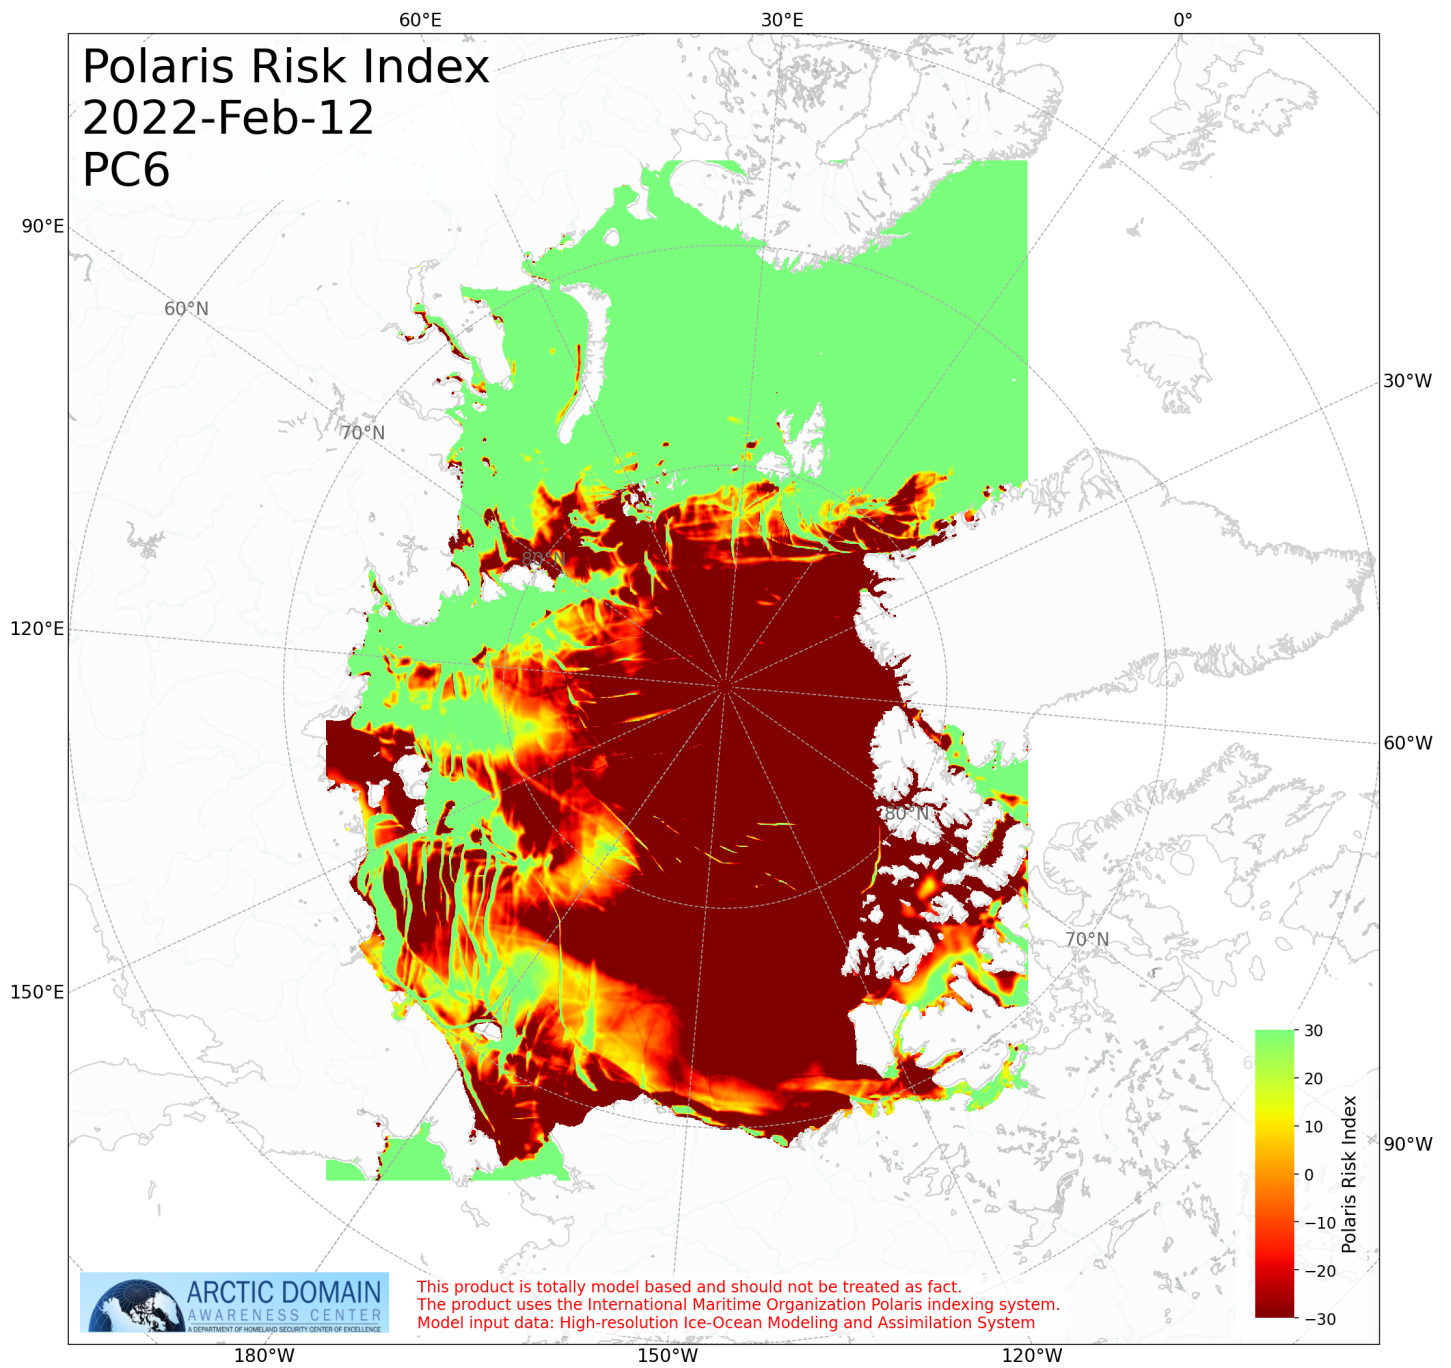 60°E 30°E 0°
Polaris Risk Index
2022-Feb-12
PC6
90°E
60°N
30°W
70°N
80°N
120°E
60°W
80°N
70°N
150°E
30
20
10
0
−10
−20
−30
Polaris Risk Index
90°W
ARCTIC DOMAIN
AWARENESS CENTER
A DEPARTMENT OF HOMELAND SECURITY CENTER OF EXCELLENCE
This product is totally model based and should not be treated as fact.
The product uses the International Maritime Organization Polaris indexing system.
Model input data: High-resolution Ice-Ocean Modeling and Assimilation System
180°W 150°W 120°W